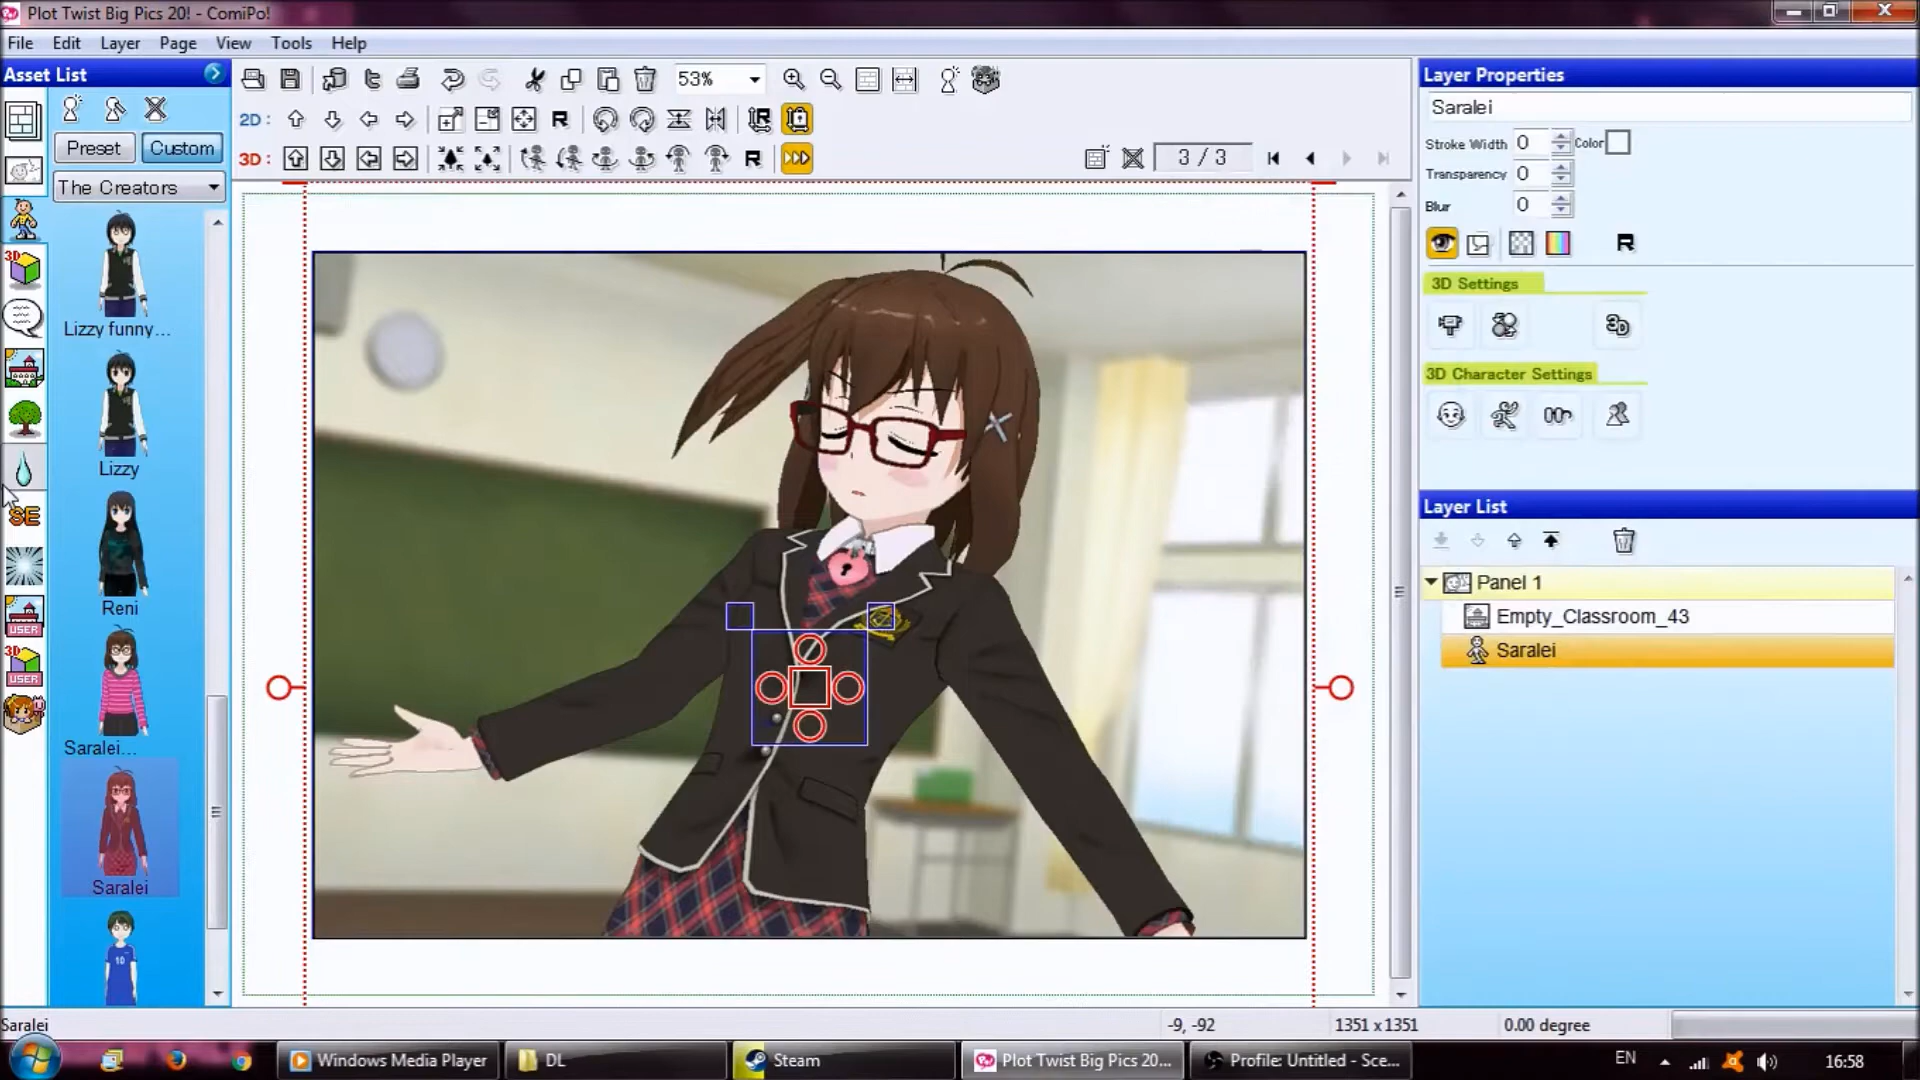 Plot Twist Big Pics 20! - ComiPo!
File Edit Layer Page View Tools Help
Asset List
Preset Custom
The Creators
Lizzy funny...
Lizzy
Reni
Saralei...
Saralei
10
3D
SE
USER
3D
USER
53%
2D :
R
R
3D :
R
3 / 3
Layer Properties
Saralei
Stroke Width 0 Color
Transparency 0
Blur 0
R
3D Settings
3D
3D Character Settings
Layer List
Panel 1
Empty_Classroom_43
Saralei
Saralei
-9, -92
1351 x 1351
0.00 degree
Windows Media Player
DL
Steam
Plot Twist Big Pics 20...
Profile: Untitled - Sce...
EN
16:58